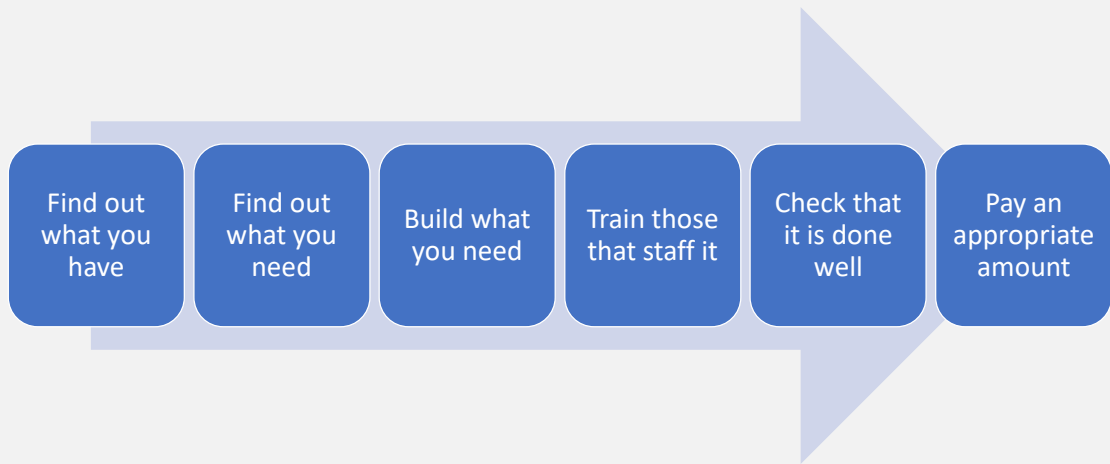 Find out
what you
have
Find out
what you
need
Build what
you need
Train those
that staff it
Check that
it is done
well
Pay an
appropriate
amount